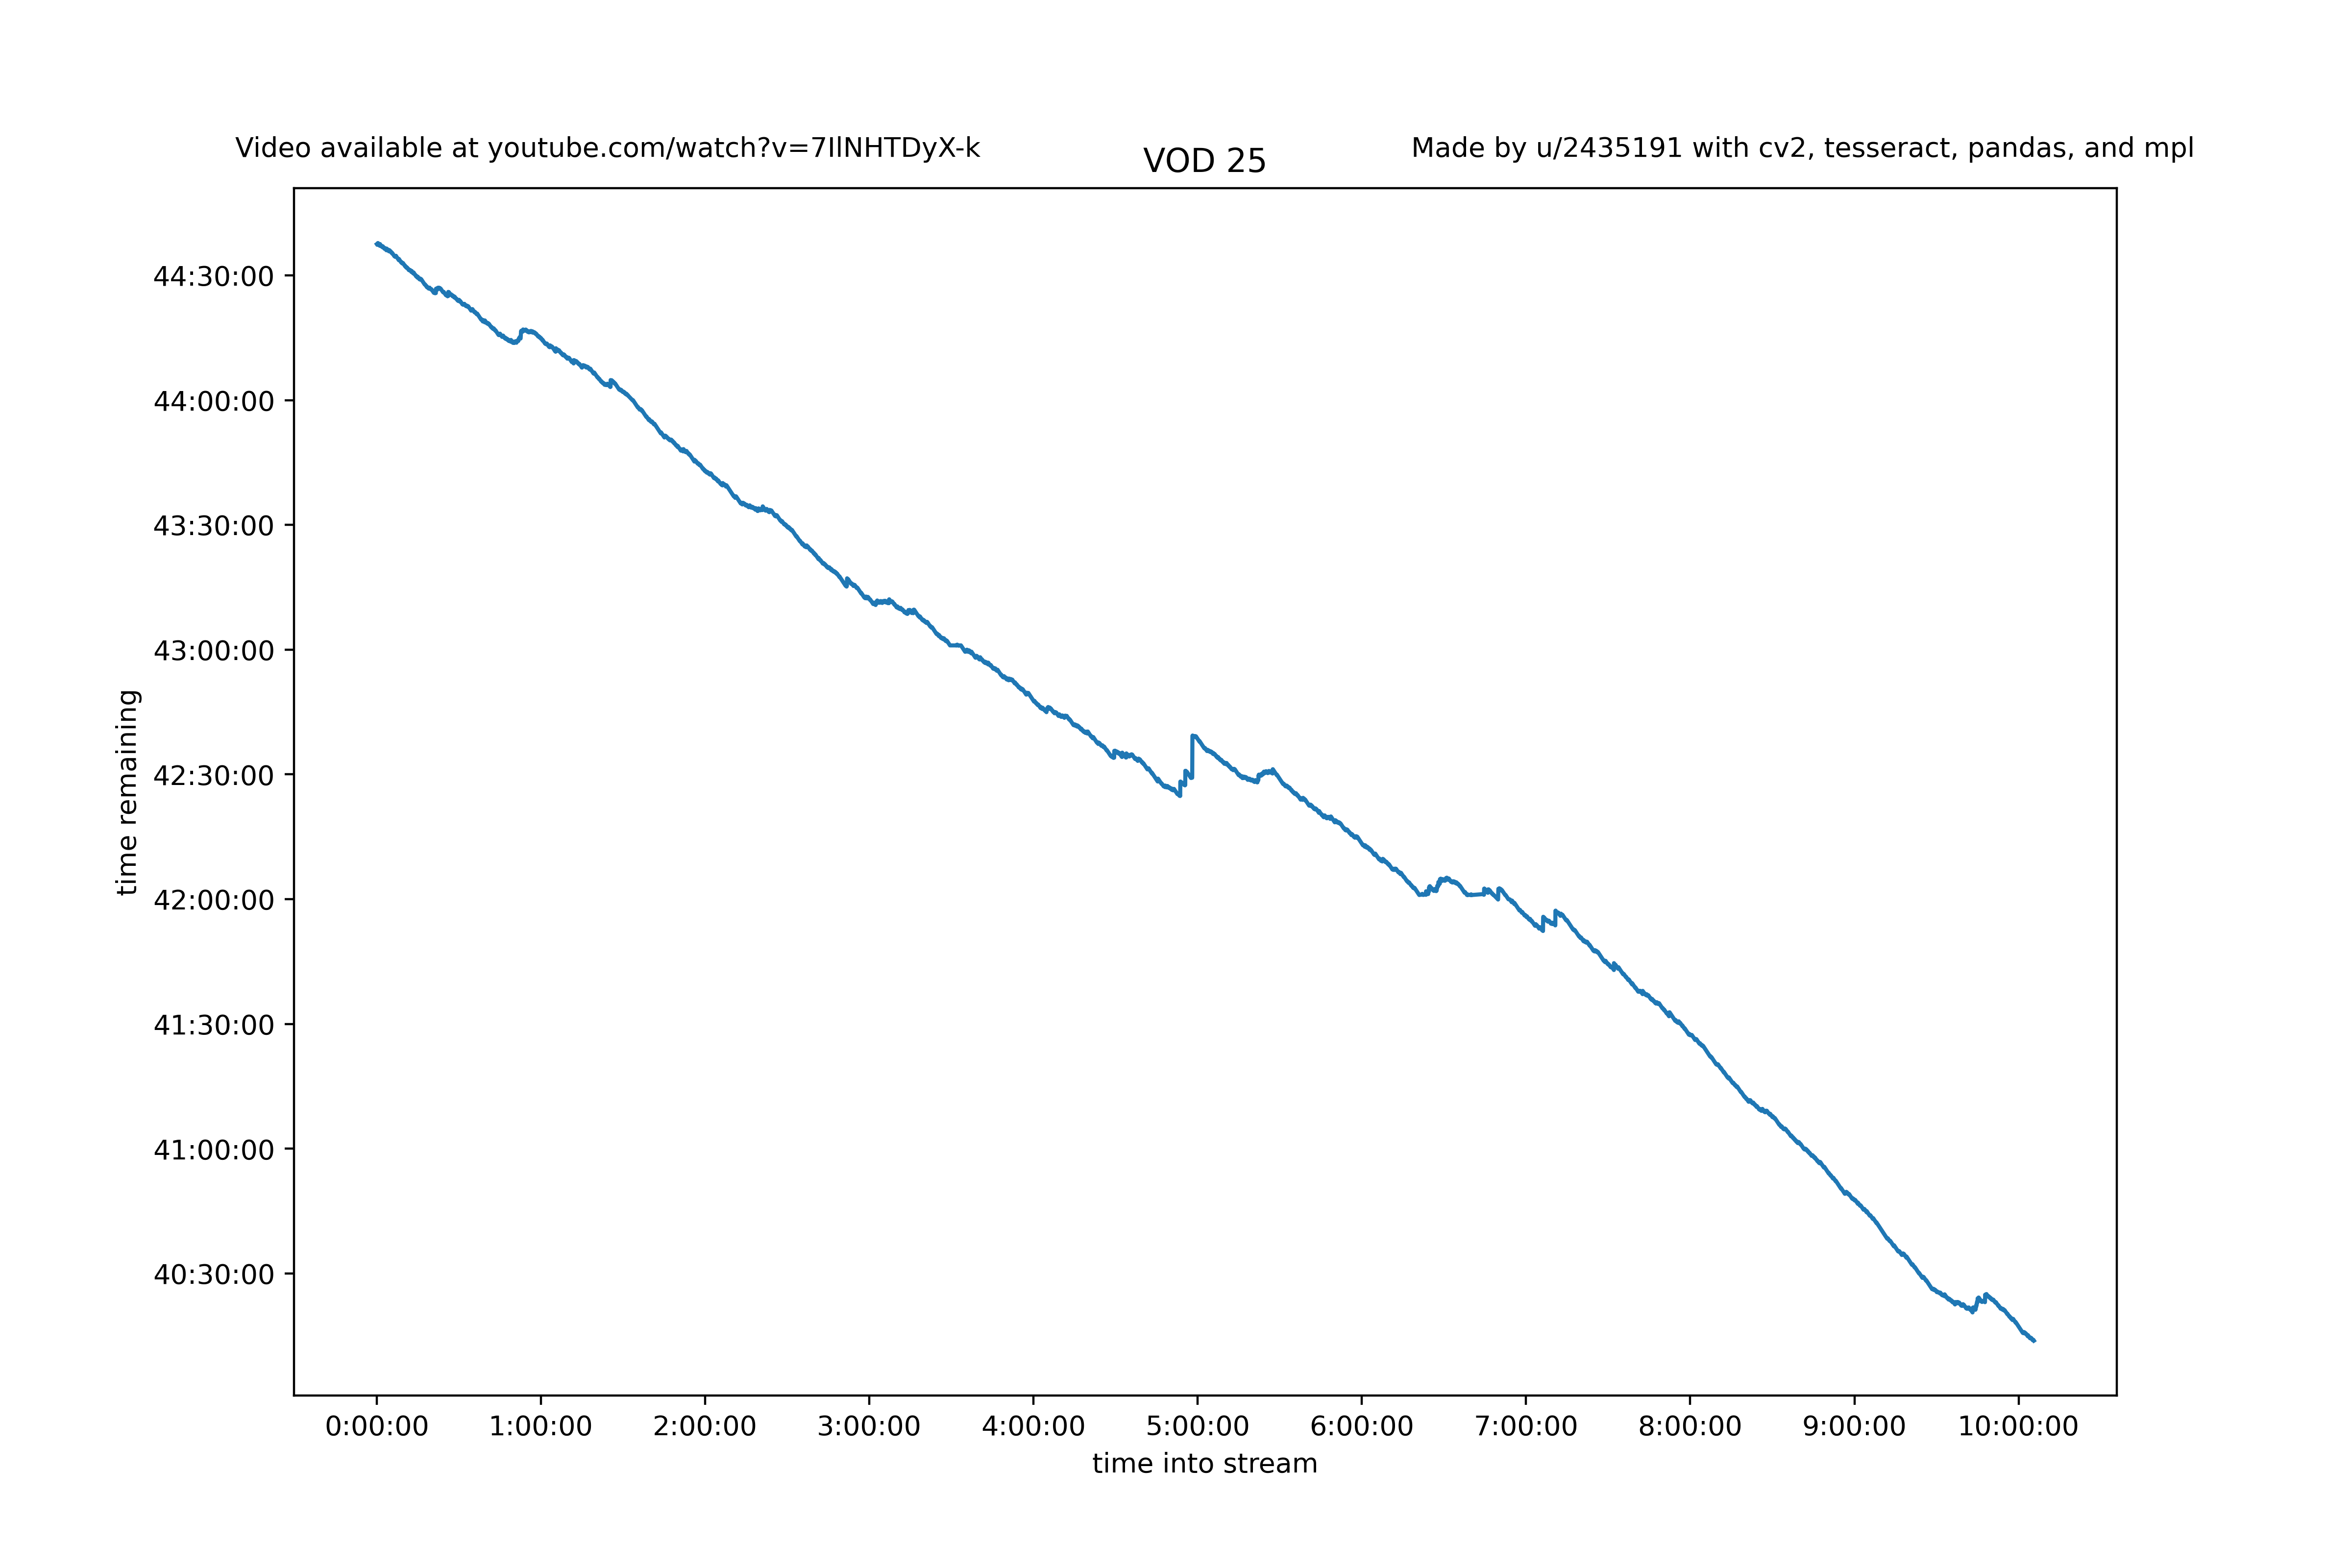 Video available at youtube.com/watch?v=7IlNHTDyX-k
VOD 25
Made by u/2435191 with cv2, tesseract, pandas, and mpl
time remaining
44:30:00
44:00:00
43:30:00
43:00:00
42:30:00
42:00:00
41:30:00
41:00:00
40:30:00
0:00:00 1:00:00 2:00:00 3:00:00 4:00:00 5:00:00 6:00:00 7:00:00 8:00:00 9:00:00 10:00:00
time into stream